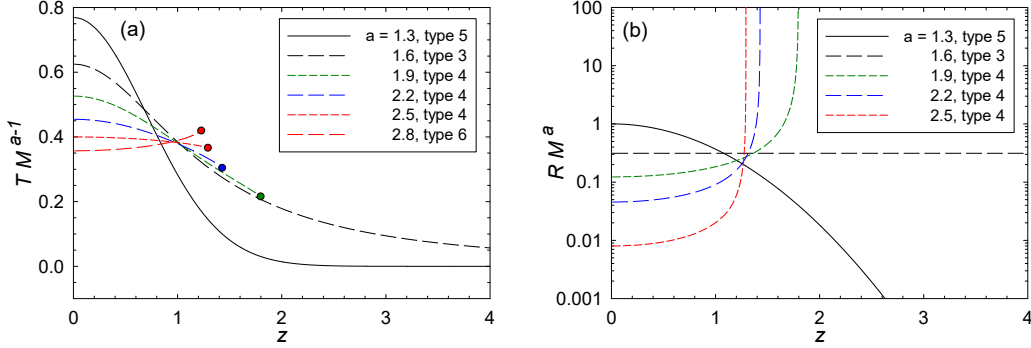 (a)
a = 1.3, type 5
1.6, type 3
1.9, type 4
2.2, type 4
2.5, type 4
2.8, type 6
T M^{a-1}
0.8
0.6
0.4
0.2
0.0
0 1 2 3 4
z
(b)
a = 1.3, type 5
1.6, type 3
1.9, type 4
2.2, type 4
2.5, type 4
R M^{a}
100
10
1
0.1
0.01
0.001
0 1 2 3 4
z